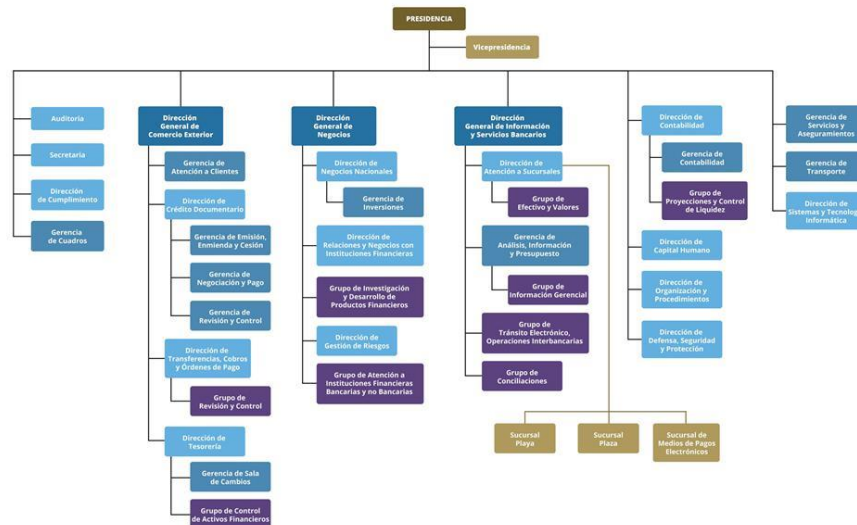 PRESIDENCIA
Vicepresidencia
Auditoría
Secretaria
Dirección
de Cumplimiento
Gerencia
de Cuadros
Dirección
General de
Comercio Exterior
Gerencia de
Atención a Clientes
Dirección de
Crédito Documentario
Gerencia de Emisión,
Enmienda y Cesión
Gerencia de
Negociación y Pago
Gerencia de
Revisión y Control
Dirección de
Transferencias, Cobros
y Órdenes de Pago
Grupo de
Revisión y Control
Dirección de
Tesorería
Gerencia de Sala
de Cambios
Grupo de Control
de Activos Financieros
Dirección
General de
Negocios
Dirección de
Negocios Nacionales
Gerencia de
Inversiones
Dirección de
Relaciones y Negocios con
Instituciones Financieras
Grupo de Investigación
y Desarrollo de
Productos Financieros
Dirección de
Gestión de Riesgos
Grupo de Atención a
Instituciones Financieras
Bancarias y no Bancarias
Dirección
General de Información
y Servicios Bancarios
Dirección de
Atención a Sucursales
Grupo de
Efectivo y Valores
Gerencia de
Análisis, Información
y Presupuesto
Grupo de
Información Gerencial
Grupo de
Tránsito Electrónico,
Operaciones Interbancarias
Grupo de
Conciliaciones
Sucursal
Playa
Sucursal
Plaza
Sucursal de
Medios de Pagos
Electrónicos
Dirección de
Contabilidad
Gerencia de
Contabilidad
Grupo de
Proyecciones y Control
de Liquidez
Dirección de
Capital Humano
Dirección de
Organización y
Procedimientos
Dirección de
Defensa, Seguridad
y Protección
Gerencia de
Servicios y
Aseguramientos
Gerencia de
Transporte
Dirección de
Sistemas y Tecnolog
Informática